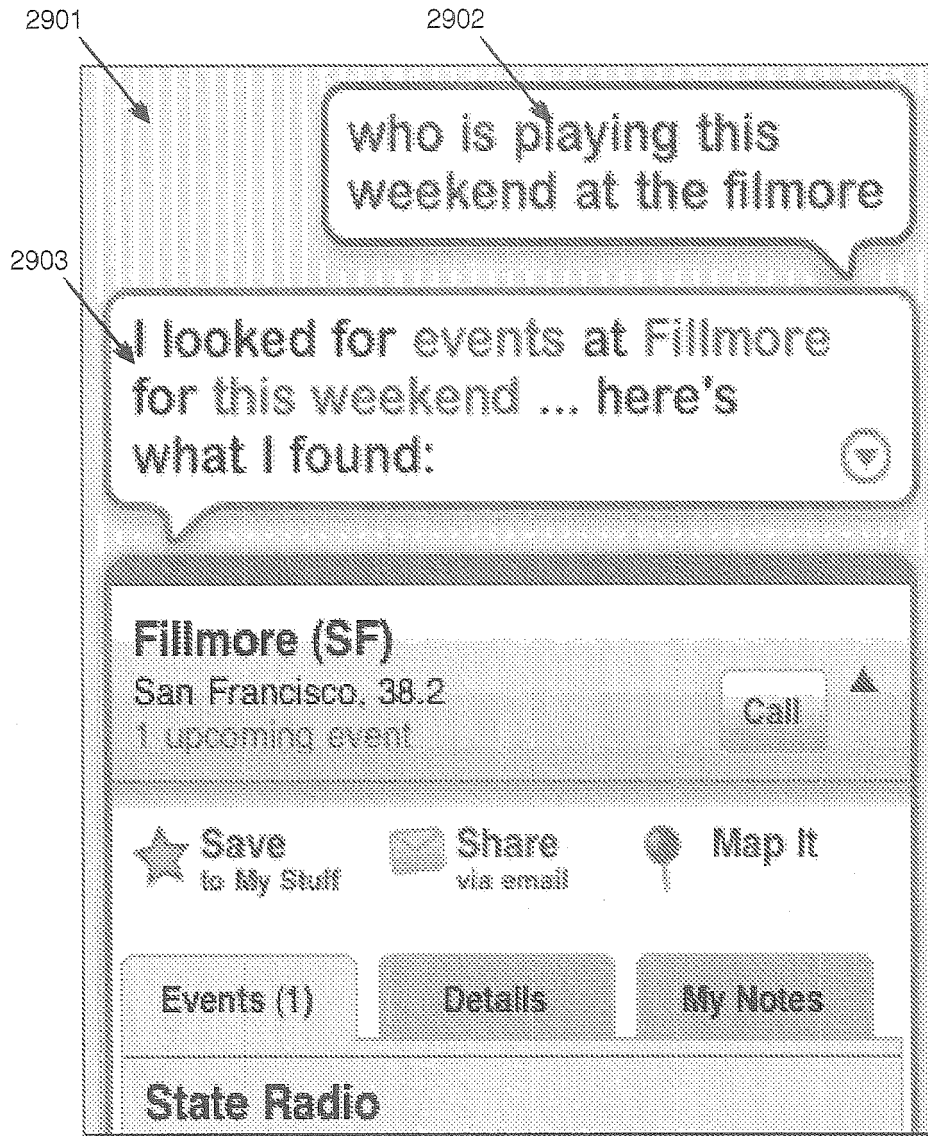 2901
2902
who is playing this
weekend at the filmore
2903
I looked for events at Fillmore
for this weekend ... here's
what I found:
Fillmore (SF)
San Francisco, 38.2
1 upcoming event
Call
Save
to My Stuff
Share
via email
Map It
Events (1)
Details
My Notes
State Radio